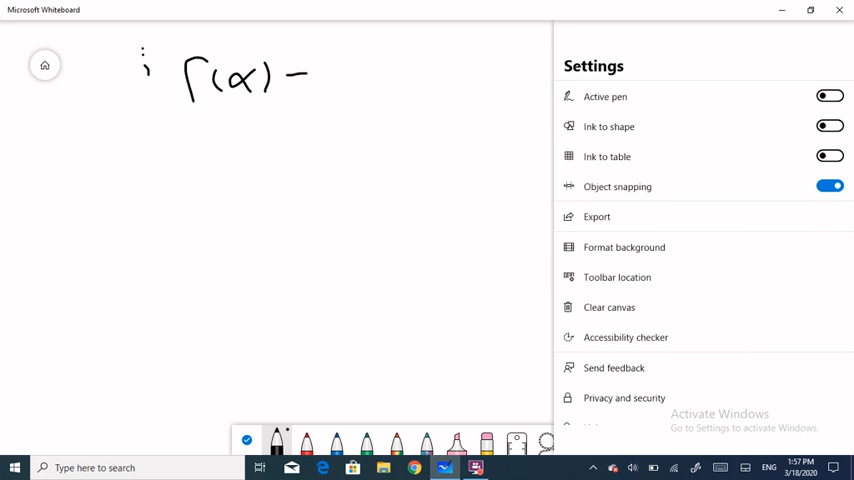 Microsoft Whiteboard
Γ(α) –
Settings
Active pen
Ink to shape
Ink to table
Object snapping
Export
Format background
Toolbar location
Clear canvas
Accessibility checker
Send feedback
Privacy and security
Activate Windows
Go to Settings to activate Windows.
Type here to search
ENG
1:57 PM
3/18/2020